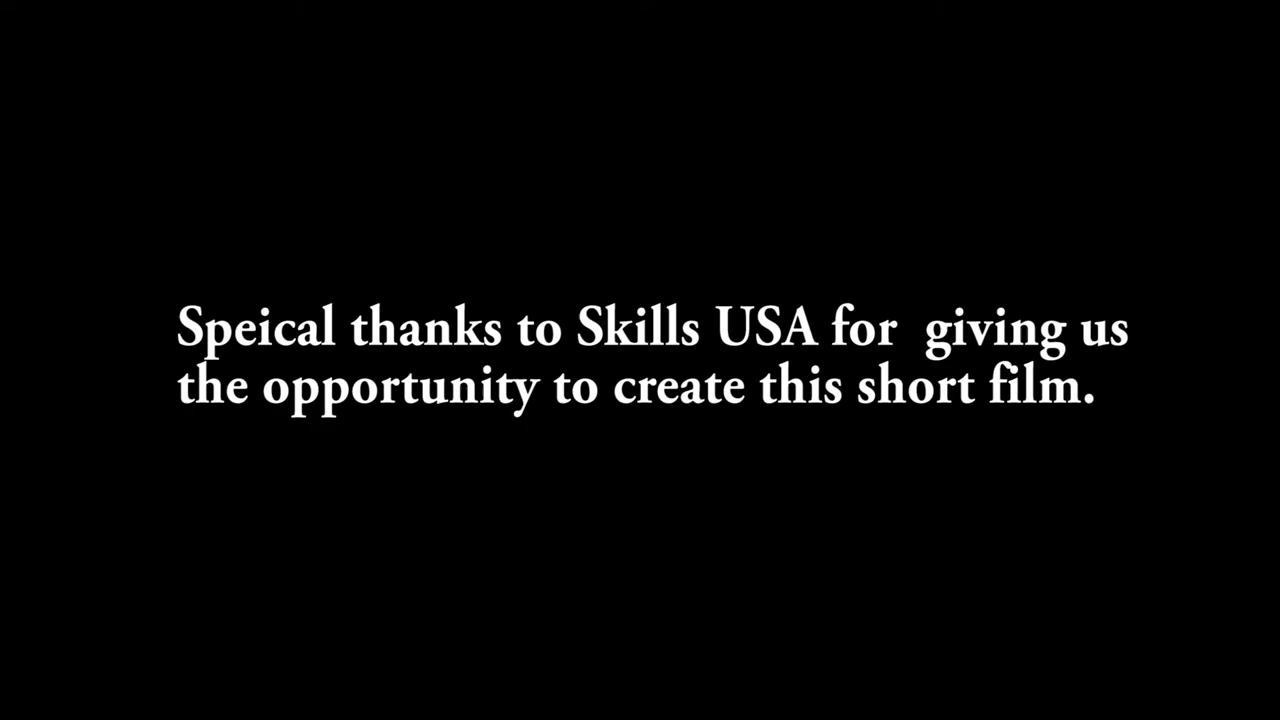 Speical thanks to Skills USA for  giving us
the opportunity to create this short film.